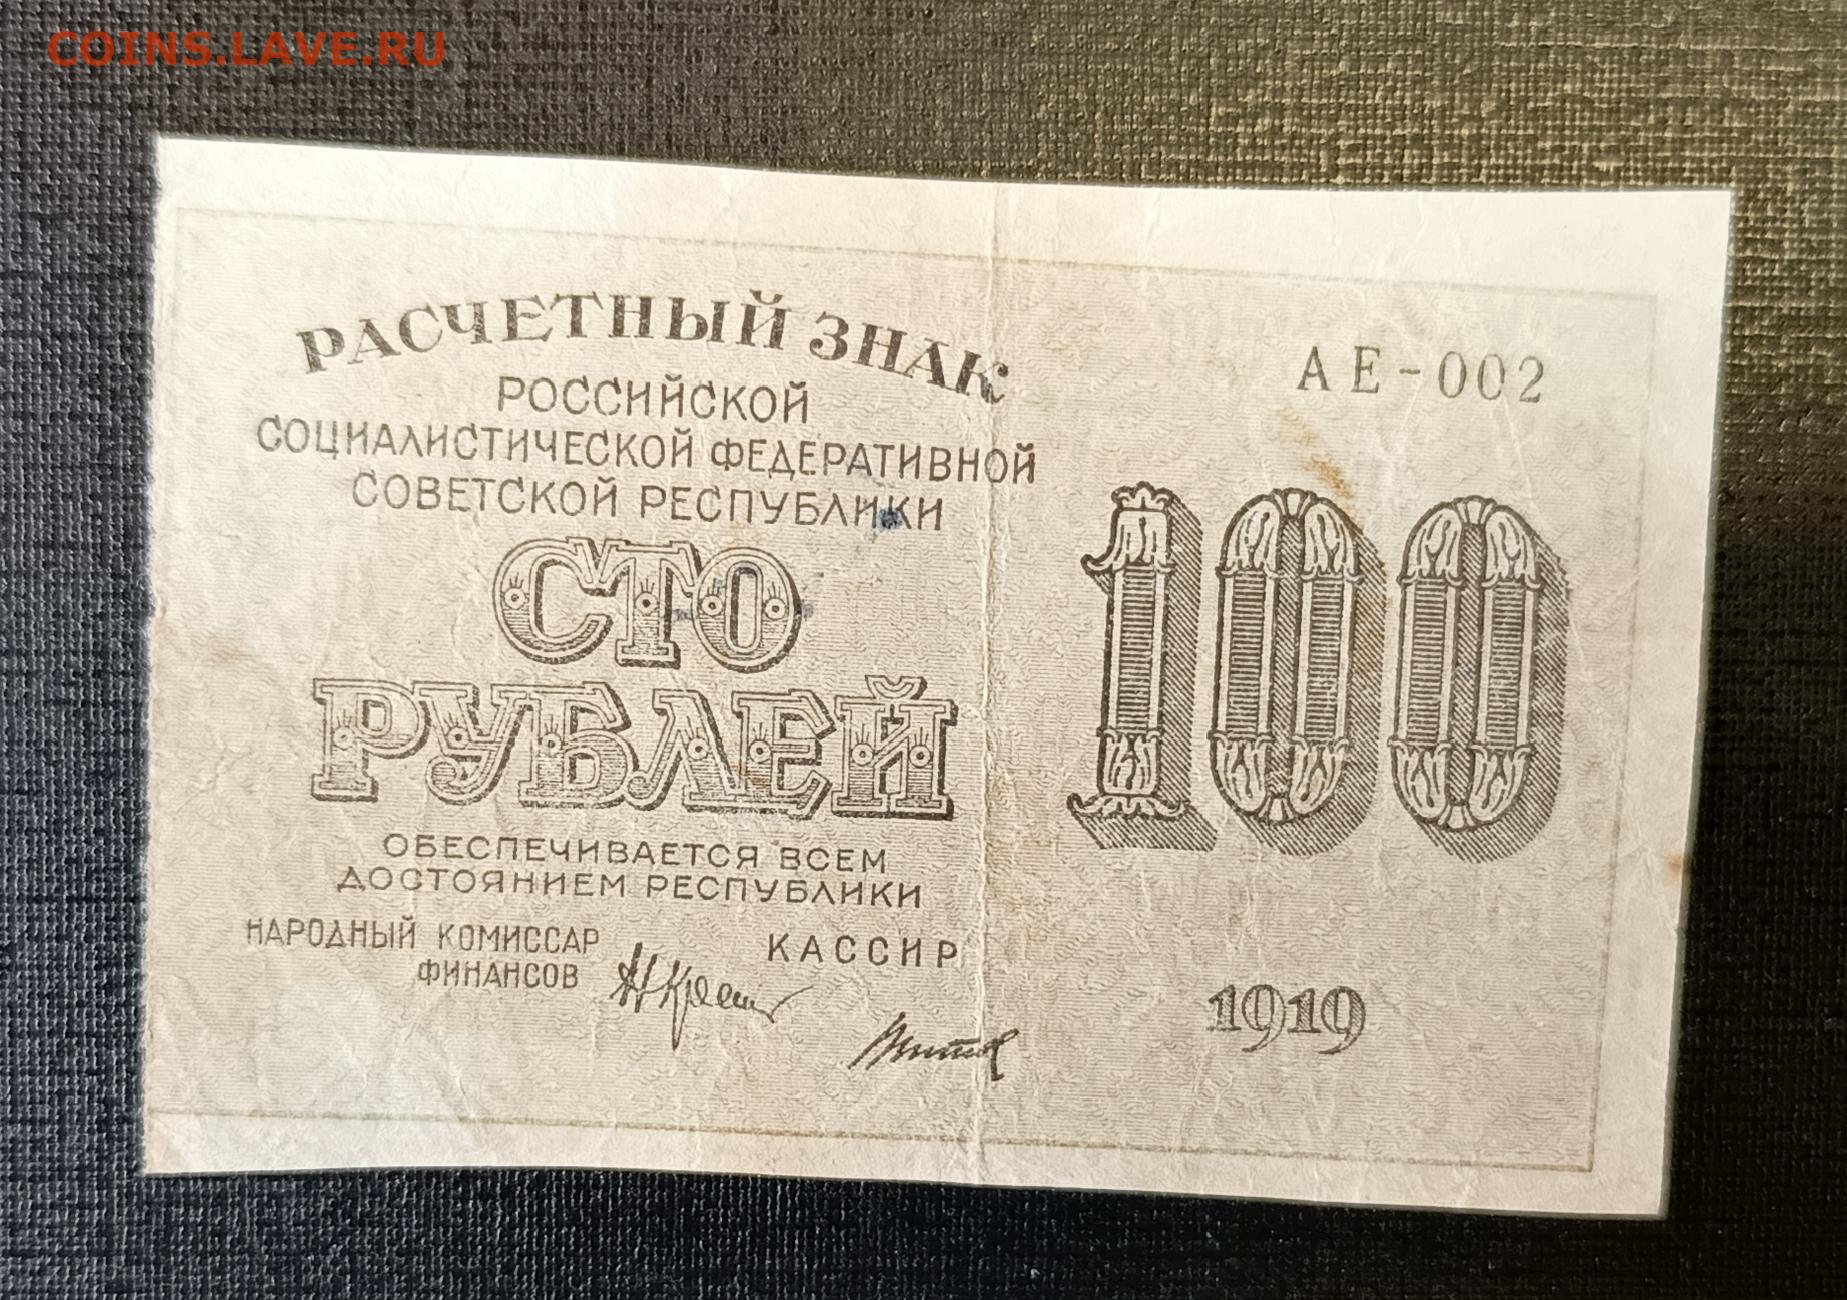 COINS.LAVE.RU
РАСЧЕТНЫЙ ЗНАК
РОССИЙСКОЙ
СОЦИАЛИСТИЧЕСКОЙ ФЕДЕРАТИВНОЙ
СОВЕТСКОЙ РЕСПУБЛИКИ
АЕ-002
СТО
РУБЛЕЙ
100
ОБЕСПЕЧИВАЕТСЯ ВСЕМ
ДОСТОЯНИЕМ РЕСПУБЛИКИ
НАРОДНЫЙ КОМИССАР
ФИНАНСОВ
КАССИР
1919